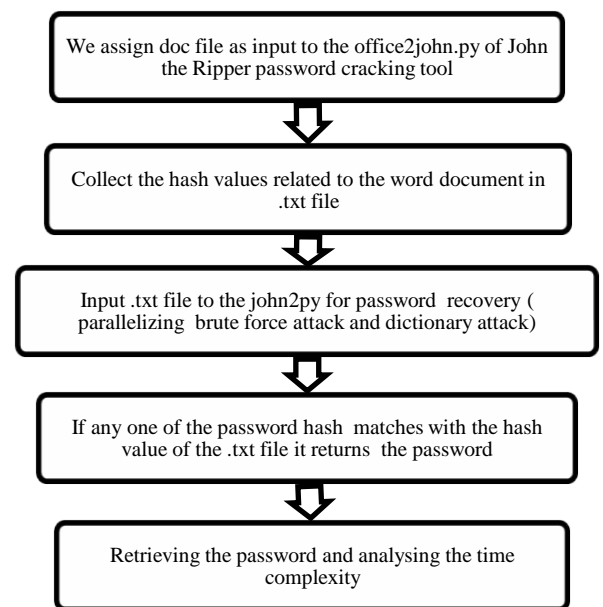 We assign doc file as input to the office2john.py of John
the Ripper password cracking tool
Collect the hash values related to the word document in
.txt file
Input .txt file to the john2py for password recovery (
parallelizing brute force attack and dictionary attack)
If any one of the password hash matches with the hash
value of the .txt file it returns the password
Retrieving the password and analysing the time
complexity